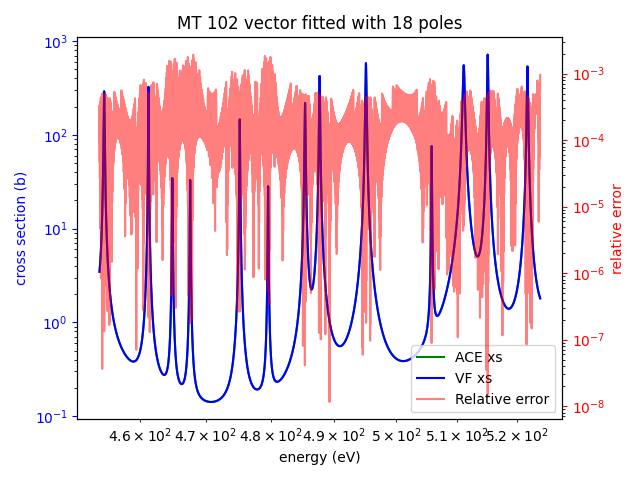 MT 102 vector fitted with 18 poles
10³
10²
10¹
10⁰
10⁻¹
cross section (b)
10⁻³
10⁻⁴
10⁻⁵
10⁻⁶
10⁻⁷
10⁻⁸
relative error
ACE xs
VF xs
Relative error
4.6 × 10² 4.7 × 10² 4.8 × 10² 4.9 × 10² 5 × 10² 5.1 × 10² 5.2 × 10²
energy (eV)